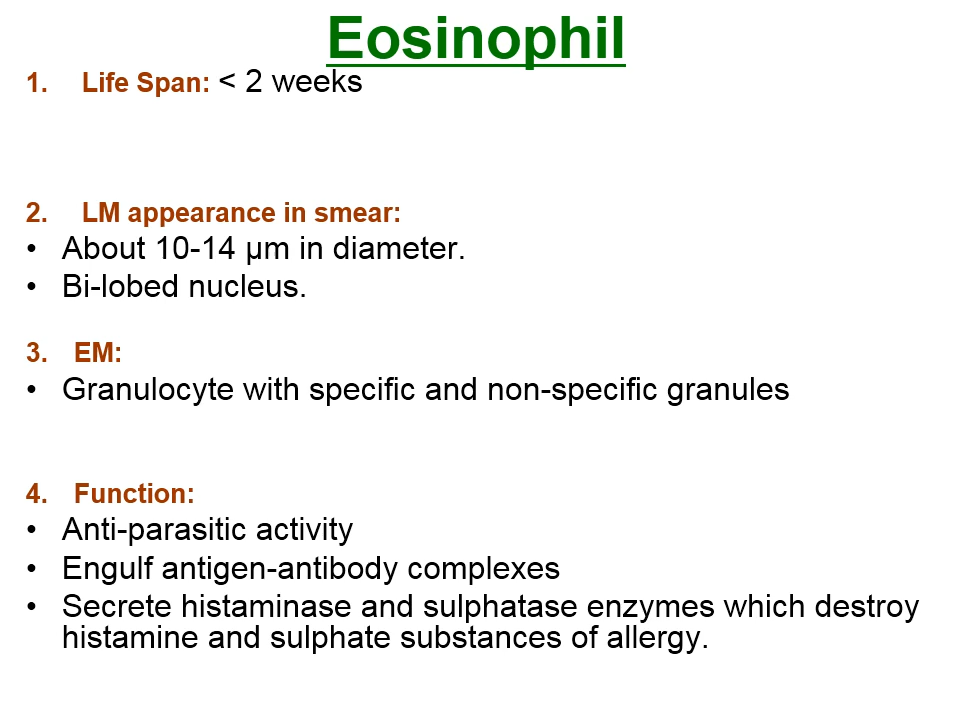 Eosinophil
1. Life Span: < 2 weeks
2. LM appearance in smear:
• About 10-14 µm in diameter.
• Bi-lobed nucleus.
3. EM:
• Granulocyte with specific and non-specific granules
4. Function:
• Anti-parasitic activity
• Engulf antigen-antibody complexes
• Secrete histaminase and sulphatase enzymes which destroy
histamine and sulphate substances of allergy.